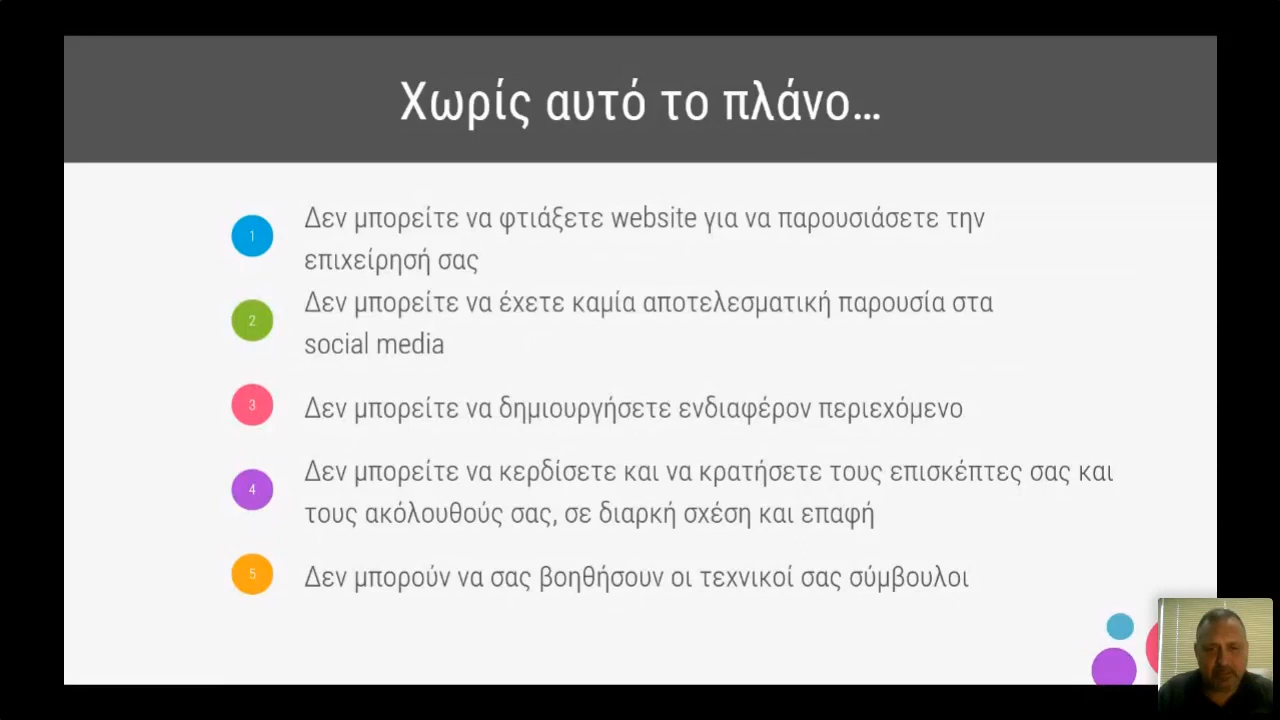 Χωρίς αυτό το πλάνο...
1
Δεν μπορείτε να φτιάξετε website για να παρουσιάσετε την
επιχείρησή σας
2
Δεν μπορείτε να έχετε καμία αποτελεσματική παρουσία στα
social media
3
Δεν μπορείτε να δημιουργήσετε ενδιαφέρον περιεχόμενο
4
Δεν μπορείτε να κερδίσετε και να κρατήσετε τους επισκέπτες σας και
τους ακόλουθούς σας, σε διαρκή σχέση και επαφή
5
Δεν μπορούν να σας βοηθήσουν οι τεχνικοί σας σύμβουλοι